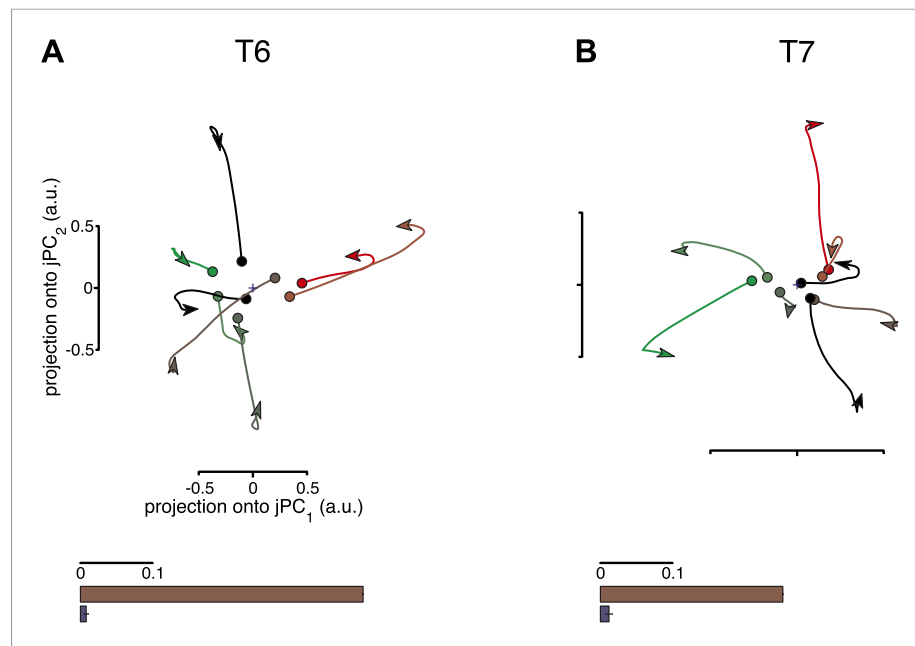 A T6
B T7
projection onto jPC2 (a.u.)
0.5
0
-0.5
-0.5 0 0.5
projection onto jPC1 (a.u.)
0 0.1
0 0.1